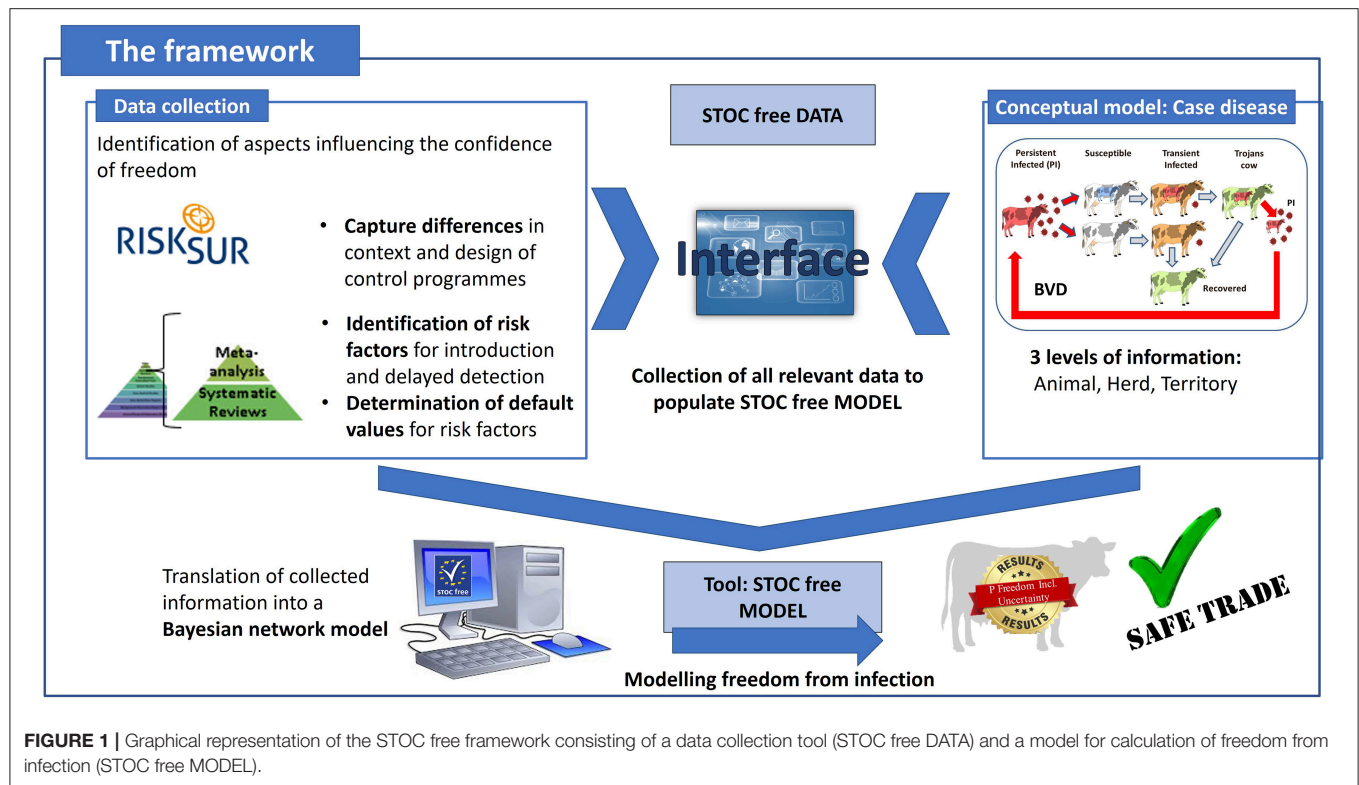 The framework
Data collection
Identification of aspects influencing the confidence
of freedom
RISKSUR
• Capture differences in
context and design of
control programmes
• Identification of risk
factors for introduction
and delayed detection
• Determination of default
values for risk factors
Meta-
analysis
Systematic
Reviews
STOC free DATA
Interface
Collection of all relevant data to
populate STOC free MODEL
Conceptual model: Case disease
Persistent
Infected (PI)
Susceptible
Transient
Infected
Trojans
cow
PI
BVD
Recovered
3 levels of information:
Animal, Herd, Territory
Translation of collected
information into a
Bayesian network model
STOC free
Tool: STOC free
MODEL
Modelling freedom from infection
RESULTS
P Freedom Incl.
Uncertainty
RESULTS
SAFE TRADE
FIGURE 1 | Graphical representation of the STOC free framework consisting of a data collection tool (STOC free DATA) and a model for calculation of freedom from
infection (STOC free MODEL).